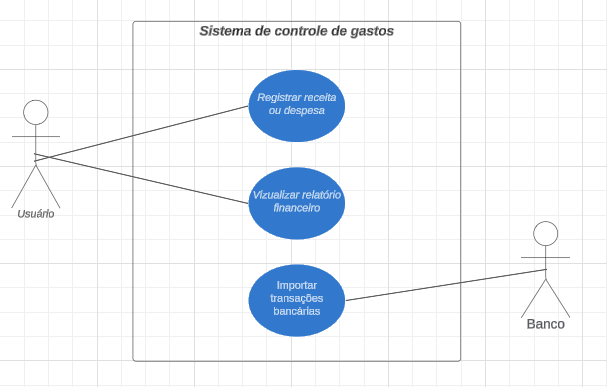 Sistema de controle de gastos
Registrar receita
ou despesa
Vizualizar relatório
financeiro
Usuário
Importar
transações
bancárias
Banco